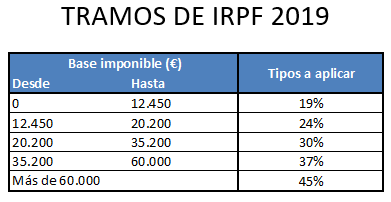 TRAMOS DE IRPF 2019
Base imponible (€)
Tipos a aplicar
Desde Hasta
0 12.450 19%
12.450 20.200 24%
20.200 35.200 30%
35.200 60.000 37%
Más de 60.000 45%